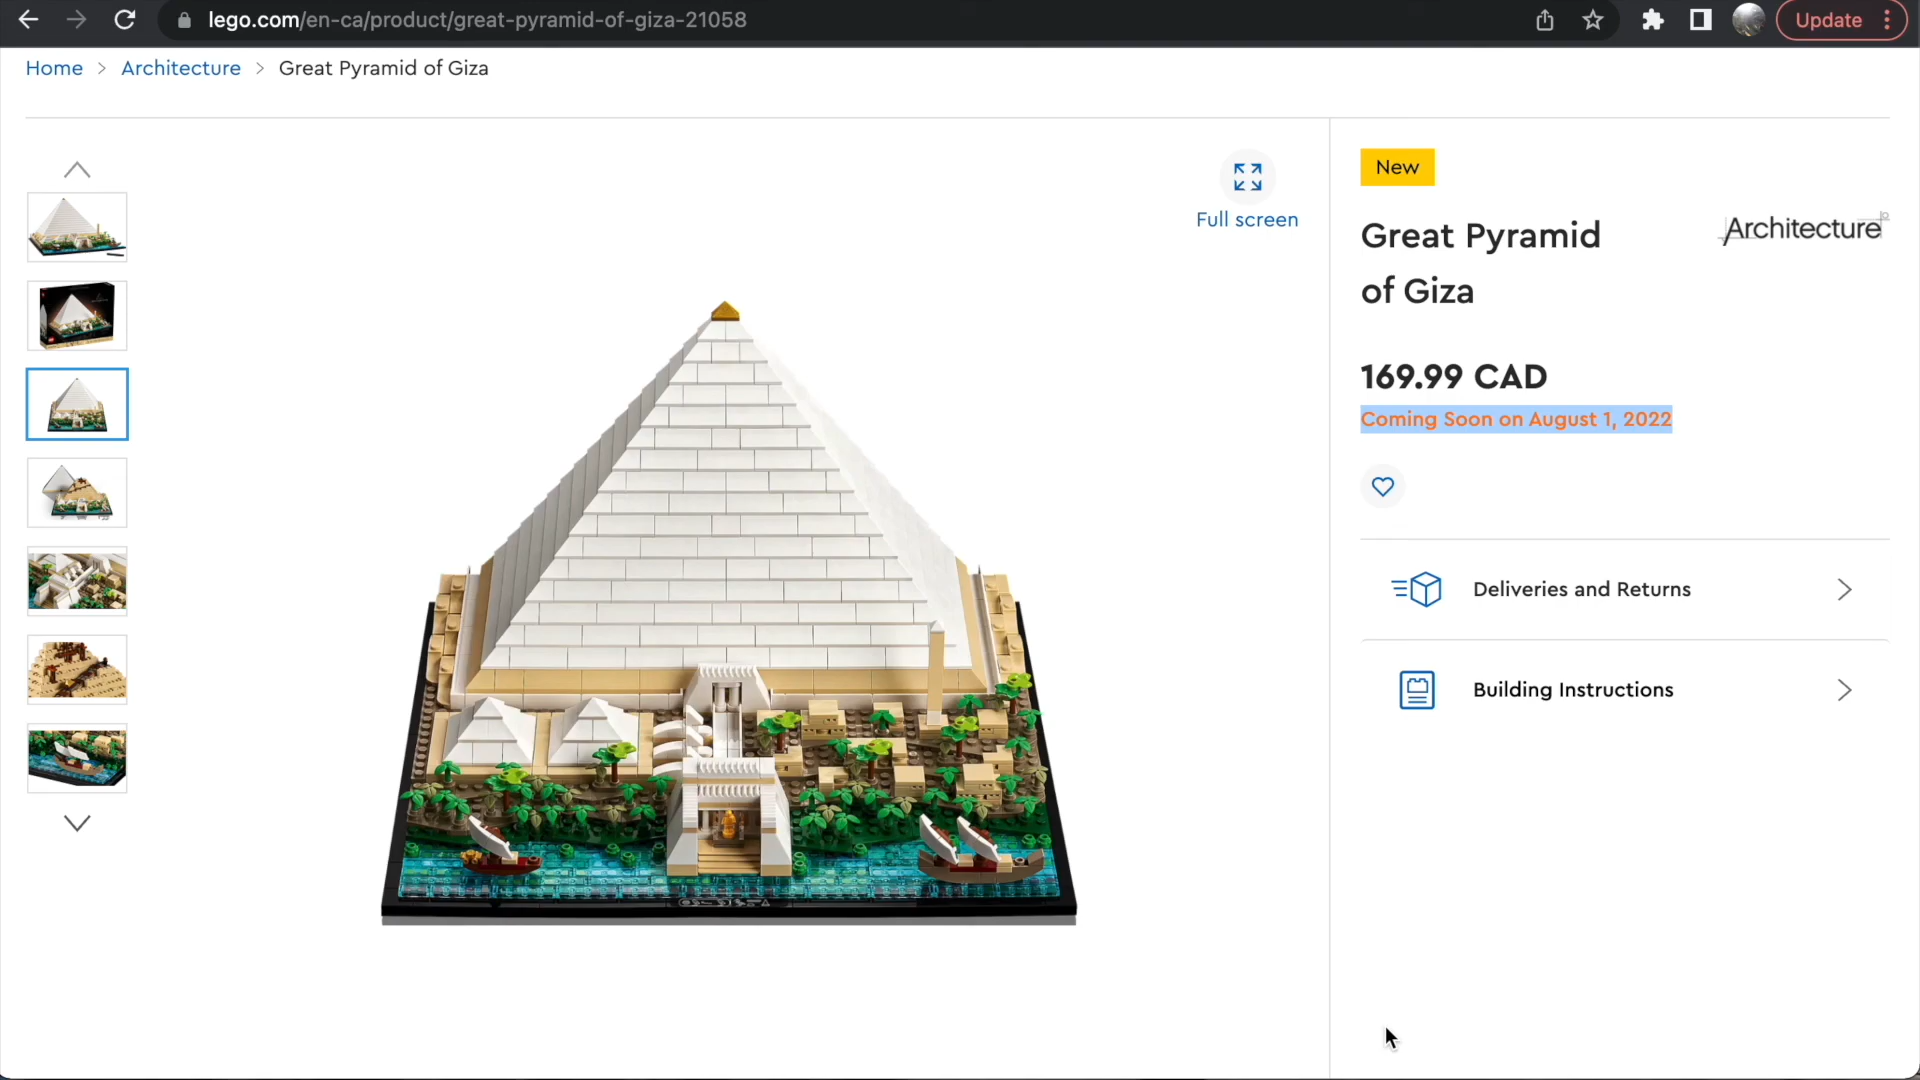 lego.com/en-ca/product/great-pyramid-of-giza-21058
Update
Home > Architecture > Great Pyramid of Giza
Full screen
New
Great Pyramid
of Giza
Architecture
169.99 CAD
Coming Soon on August 1, 2022
Deliveries and Returns
Building Instructions